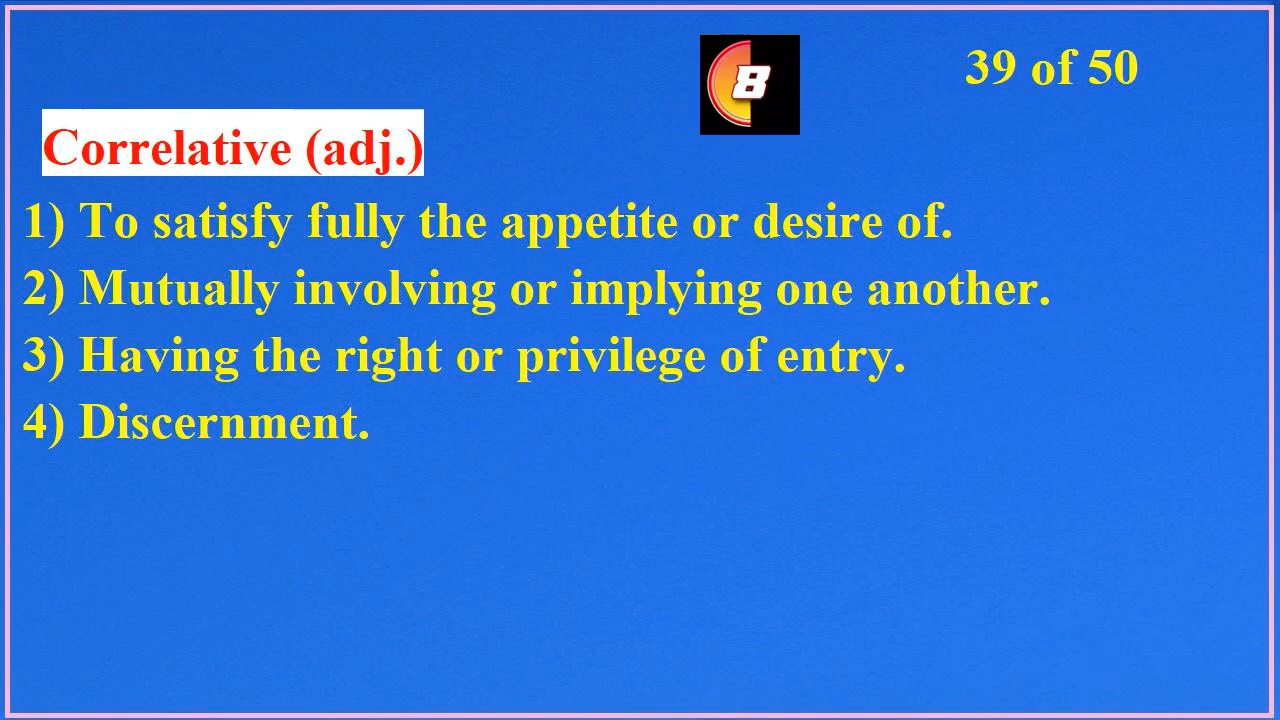 8
39 of 50
Correlative (adj.)
1) To satisfy fully the appetite or desire of.
2) Mutually involving or implying one another.
3) Having the right or privilege of entry.
4) Discernment.